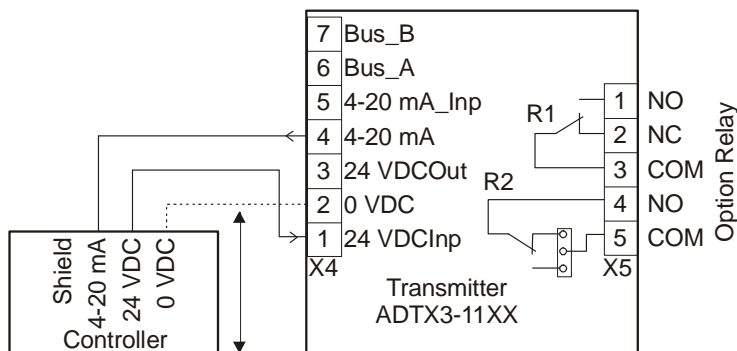 7 Bus_B
6 Bus_A
5 4-20 mA_Inp
4 4-20 mA
3 24 VDCOut
2 0 VDC
1 24 VDCInp
X4
R1
R2
1 NO
2 NC
3 COM
4 NO
5 COM
X5
Option Relay
Transmitter
ADTX3-11XX
Shield
4-20 mA
24 VDC
0 VDC
Controller